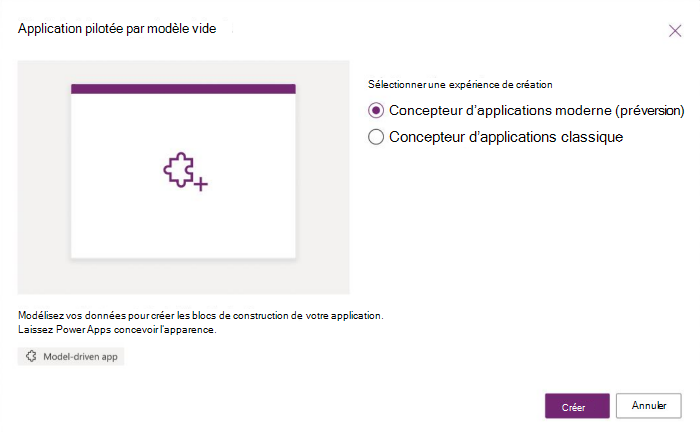 Application pilotée par modèle vide
Sélectionner une expérience de création
Concepteur d'applications moderne (préversion)
Concepteur d'applications classique
Modélisez vos données pour créer les blocs de construction de votre application.
Laissez Power Apps concevoir l'apparence.
Model-driven app
Créer
Annuler